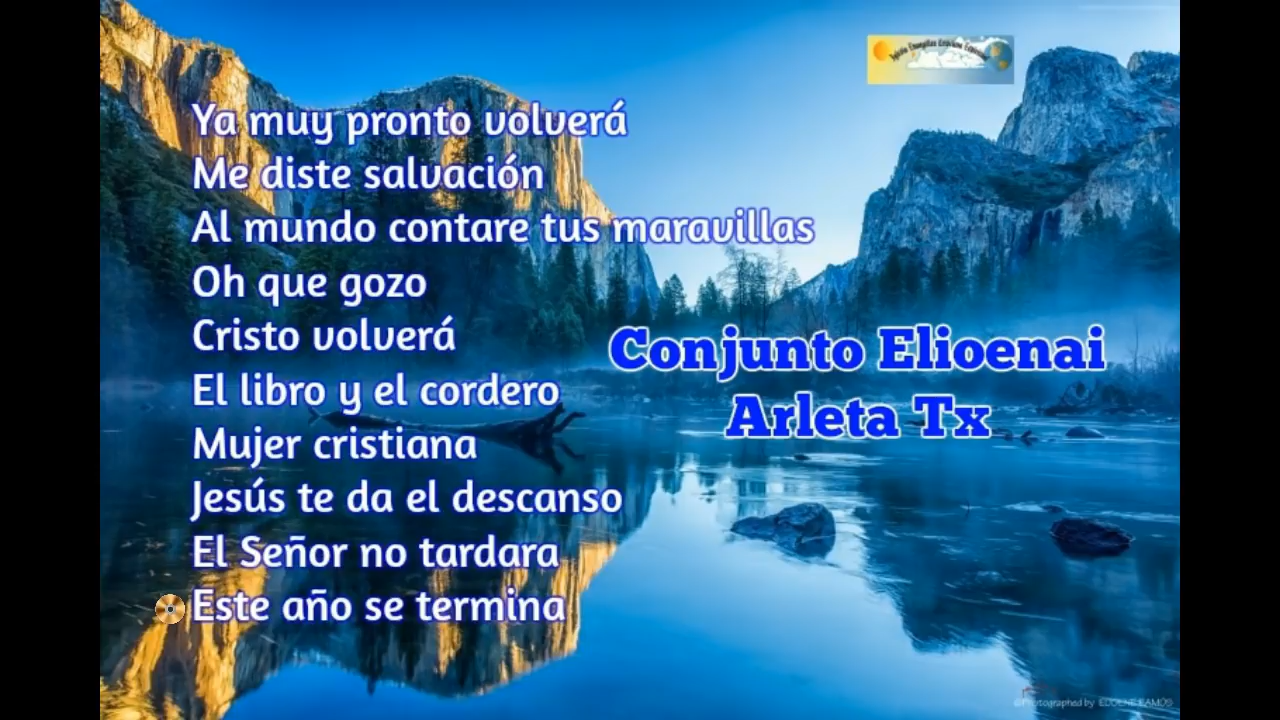 Ya muy pronto volverá
Me diste salvación
Al mundo contare tus maravillas
Oh que gozo
Cristo volverá
El libro y el cordero
Mujer cristiana
Jesús te da el descanso
El Señor no tardara
Este año se termina
Conjunto Elioenai
Arleta Tx
©Photographed by